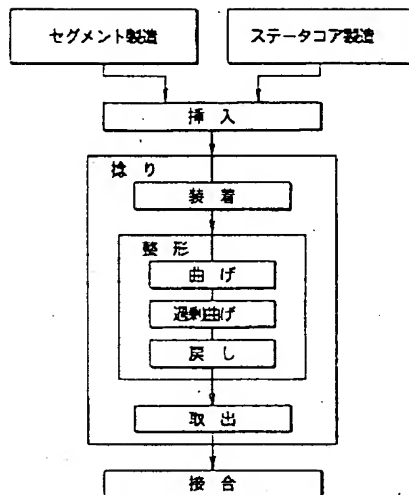 セグメント製造
ステータコア製造
挿入
捻り
装着
整形
曲げ
過剰曲げ
戻し
取出
接合